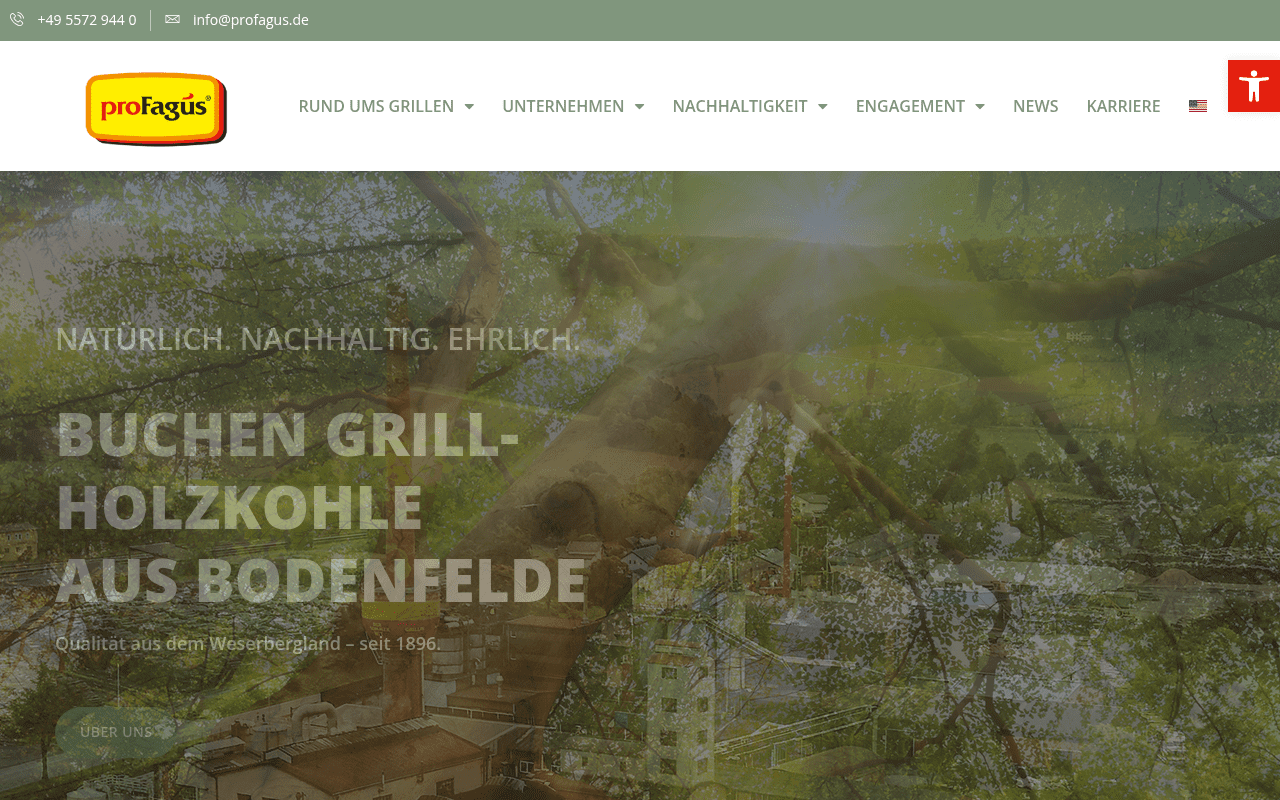 +49 5572 944 0
info@profagus.de
proFagus®
RUND UMS GRILLEN
UNTERNEHMEN
NACHHALTIGKEIT
ENGAGEMENT
NEWS
KARRIERE
NATÜRLICH. NACHHALTIG. EHRLICH.
BUCHEN GRILL-
HOLZKOHLE
AUS BODENFELDE
Qualität aus dem Weserbergland – seit 1896.
ÜBER UNS